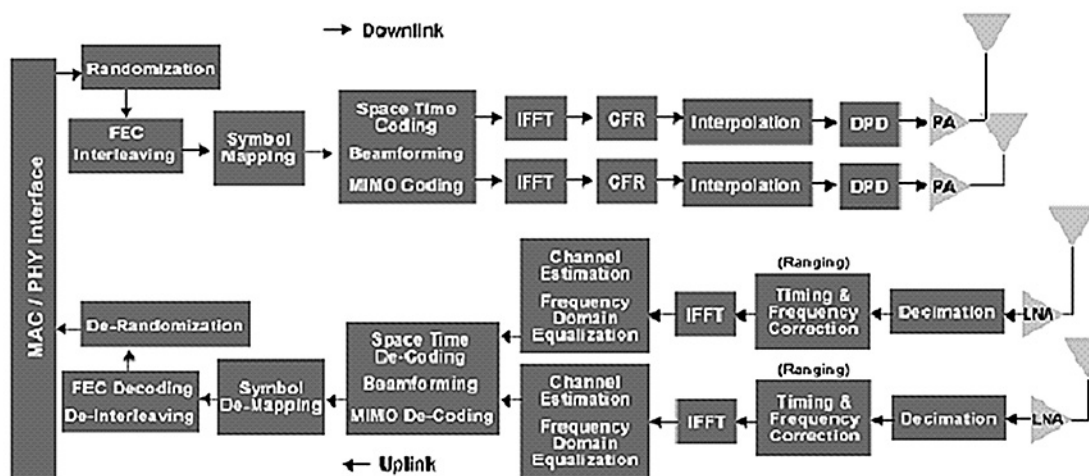 Downlink
MAC / PHY Interface
Randomization
FEC
Interleaving
Symbol
Mapping
Space Time
Coding
Beamforming
MIMO Coding
IFFT
CFR
Interpolation
DPD
PA
IFFT
CFR
Interpolation
DPD
PA
De-Randomization
FEC Decoding
De-Interleaving
Symbol
De-Mapping
Space Time
De-Coding
Beamforming
MIMO De-Coding
Channel
Estimation
Frequency
Domain
Equalization
IFFT
(Ranging)
Timing &
Frequency
Correction
Decimation
LNA
Channel
Estimation
Frequency
Domain
Equalization
IFFT
(Ranging)
Timing &
Frequency
Correction
Decimation
LNA
Uplink